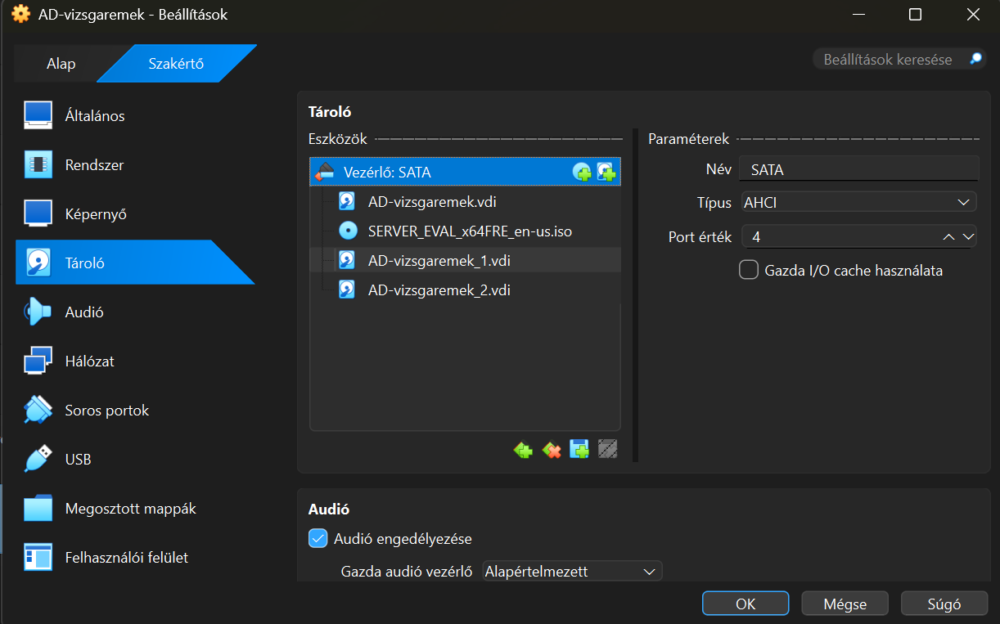 AD-vizsgaremek - Beállítások
Alap
Szakértő
Beállítások keresése
Általános
Rendszer
Képernyő
Tároló
Audió
Hálózat
Soros portok
USB
Megosztott mappák
Felhasználói felület
Tároló
Eszközök
Vezérlő: SATA
AD-vizsgaremek.vdi
SERVER_EVAL_x64FRE_en-us.iso
AD-vizsgaremek_1.vdi
AD-vizsgaremek_2.vdi
Paraméterek
Név SATA
Típus AHCI
Port érték 4
Gazda I/O cache használata
Audió
Audió engedélyezése
Gazda audió vezérlő Alapértelmezett
OK Mégse Súgó